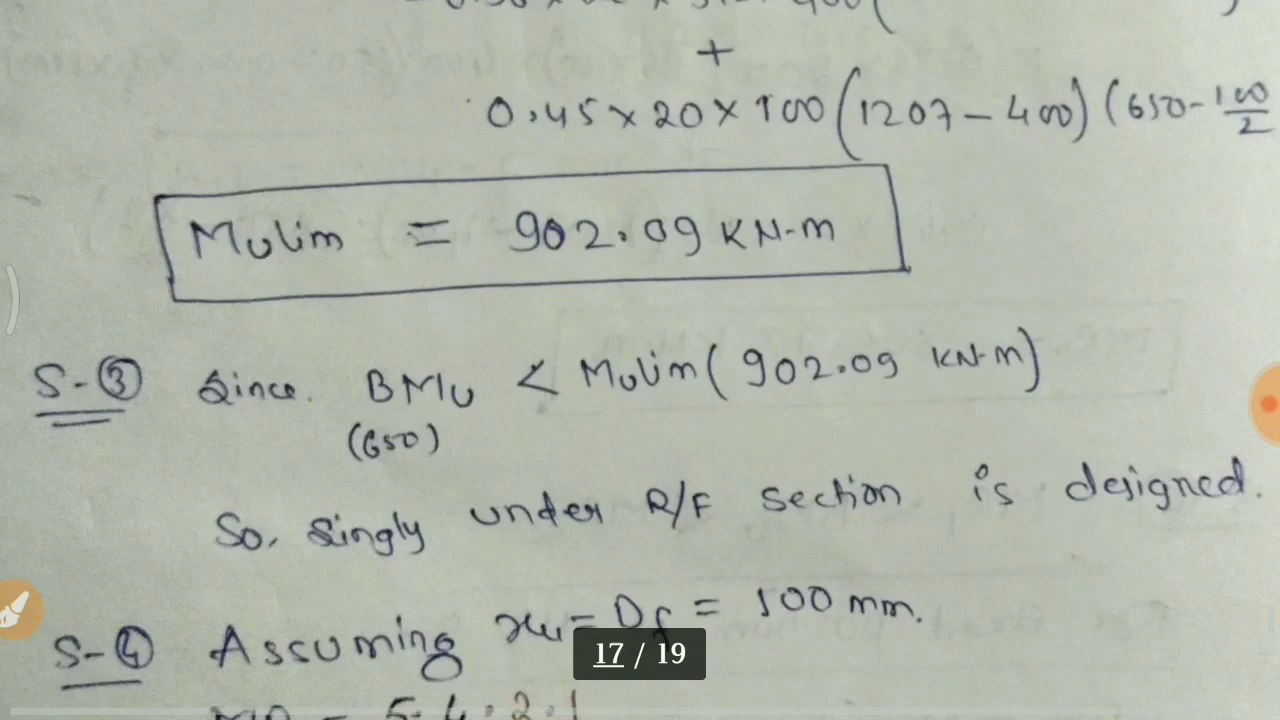 +
0.45 x 20 x 100 (1207 - 400) (650 - 100/2
Mulim = 902.09 KN-m
S-③ Since. BMu < Mulim (902.09 KN-m)
(650)
So, Singly under R/F section is designed.
S-④ Assuming xu = Df = 100 mm.
17 / 19